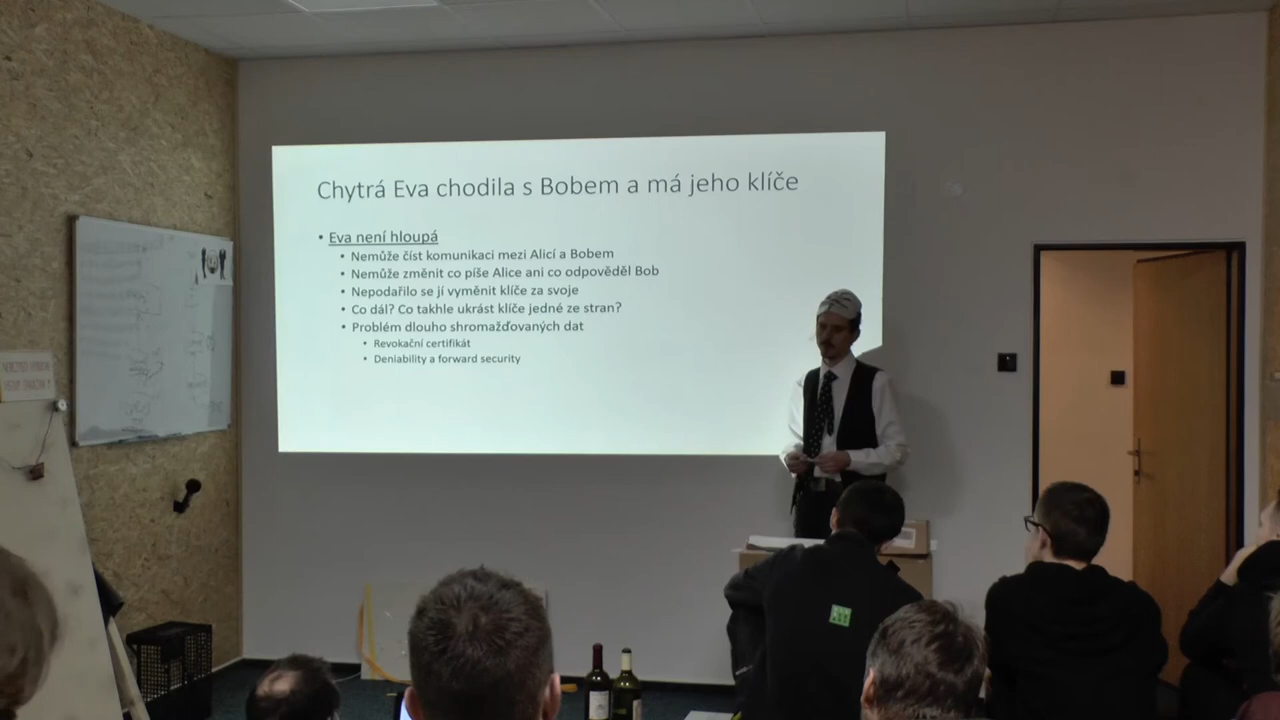 Chytrá Eva chodila s Bobem a má jeho klíče
• Eva není hloupá
• Nemůže číst komunikaci mezi Alicí a Bobem
• Nemůže změnit co píše Alice ani co odpověděl Bob
• Nepodařilo se jí vyměnit klíče za svoje
• Co dál? Co takhle ukrást klíče jedné ze stran?
• Problém dlouho shromažďovaných dat
• Revokační certifikát
• Deniability a forward security